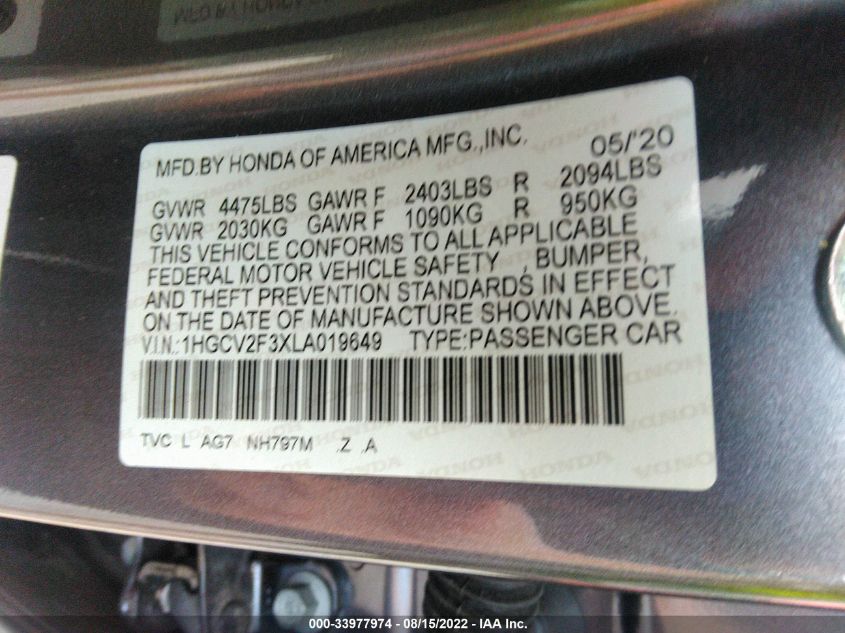 MFD.BY HONDA OF AMERICA MFG.,INC. 05/'20
GVWR 4475LBS GAWR F 2403LBS R 2094LBS
GVWR 2030KG GAWR F 1090KG R 950KG
THIS VEHICLE CONFORMS TO ALL APPLICABLE
FEDERAL MOTOR VEHICLE SAFETY , BUMPER,
AND THEFT PREVENTION STANDARDS IN EFFECT
ON THE DATE OF MANUFACTURE SHOWN ABOVE.
V.I.N.:1HGCV2F3XLA019649 TYPE:PASSENGER CAR
TVC L AG7 NH797M .Z .A
000-33977974 - 08/15/2022 - IAA Inc.